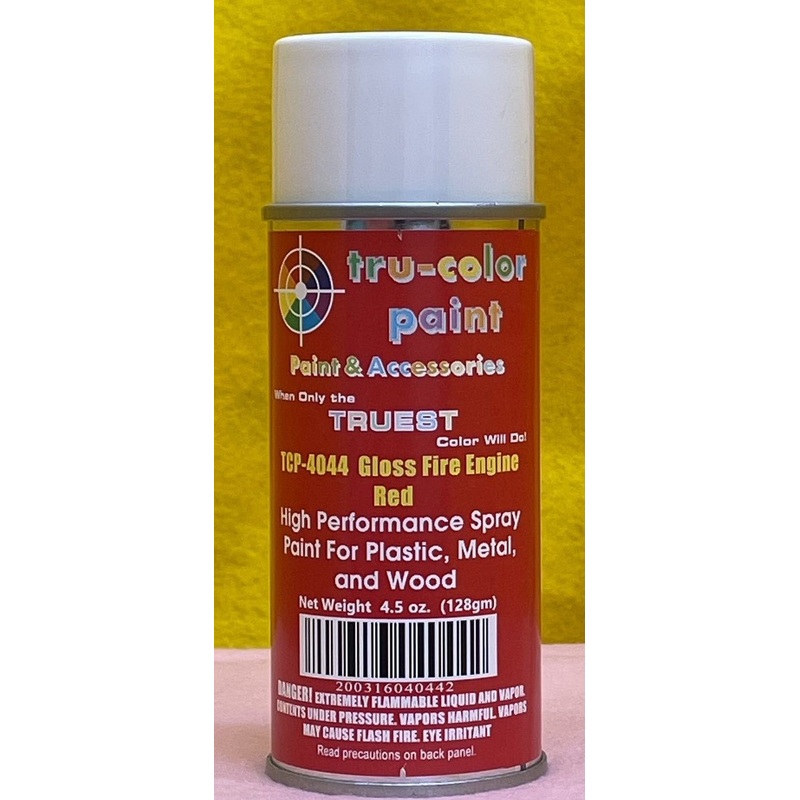 tru-color
paint
Paint & Accessories
When Only the
TRUEST
Color Will Do!
TCP-4044 Gloss Fire Engine
Red
High Performance Spray
Paint For Plastic, Metal,
and Wood
Net Weight 4.5 oz. (128gm)
200316040442
DANGER! EXTREMELY FLAMMABLE LIQUID AND VAPOR.
CONTENTS UNDER PRESSURE. VAPORS HARMFUL. VAPORS
MAY CAUSE FLASH FIRE. EYE IRRITANT
Read precautions on back panel.